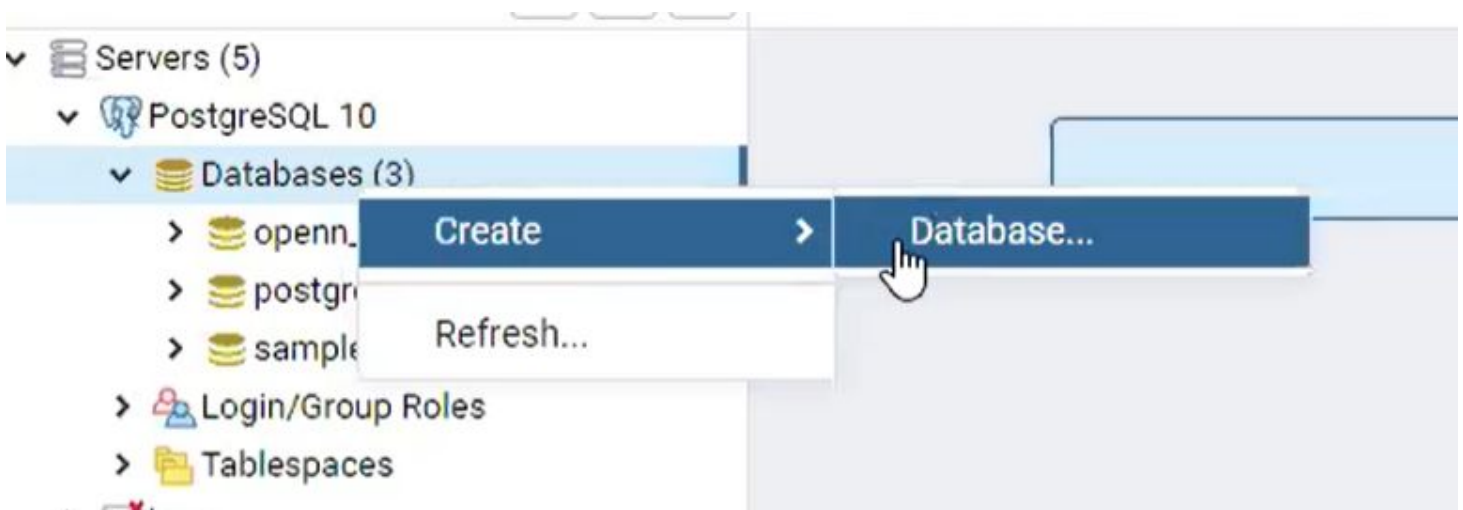 Servers (5)
PostgreSQL 10
Databases (3)
openn_
Create
Database...
postgr
Refresh...
sample
Login/Group Roles
Tablespaces